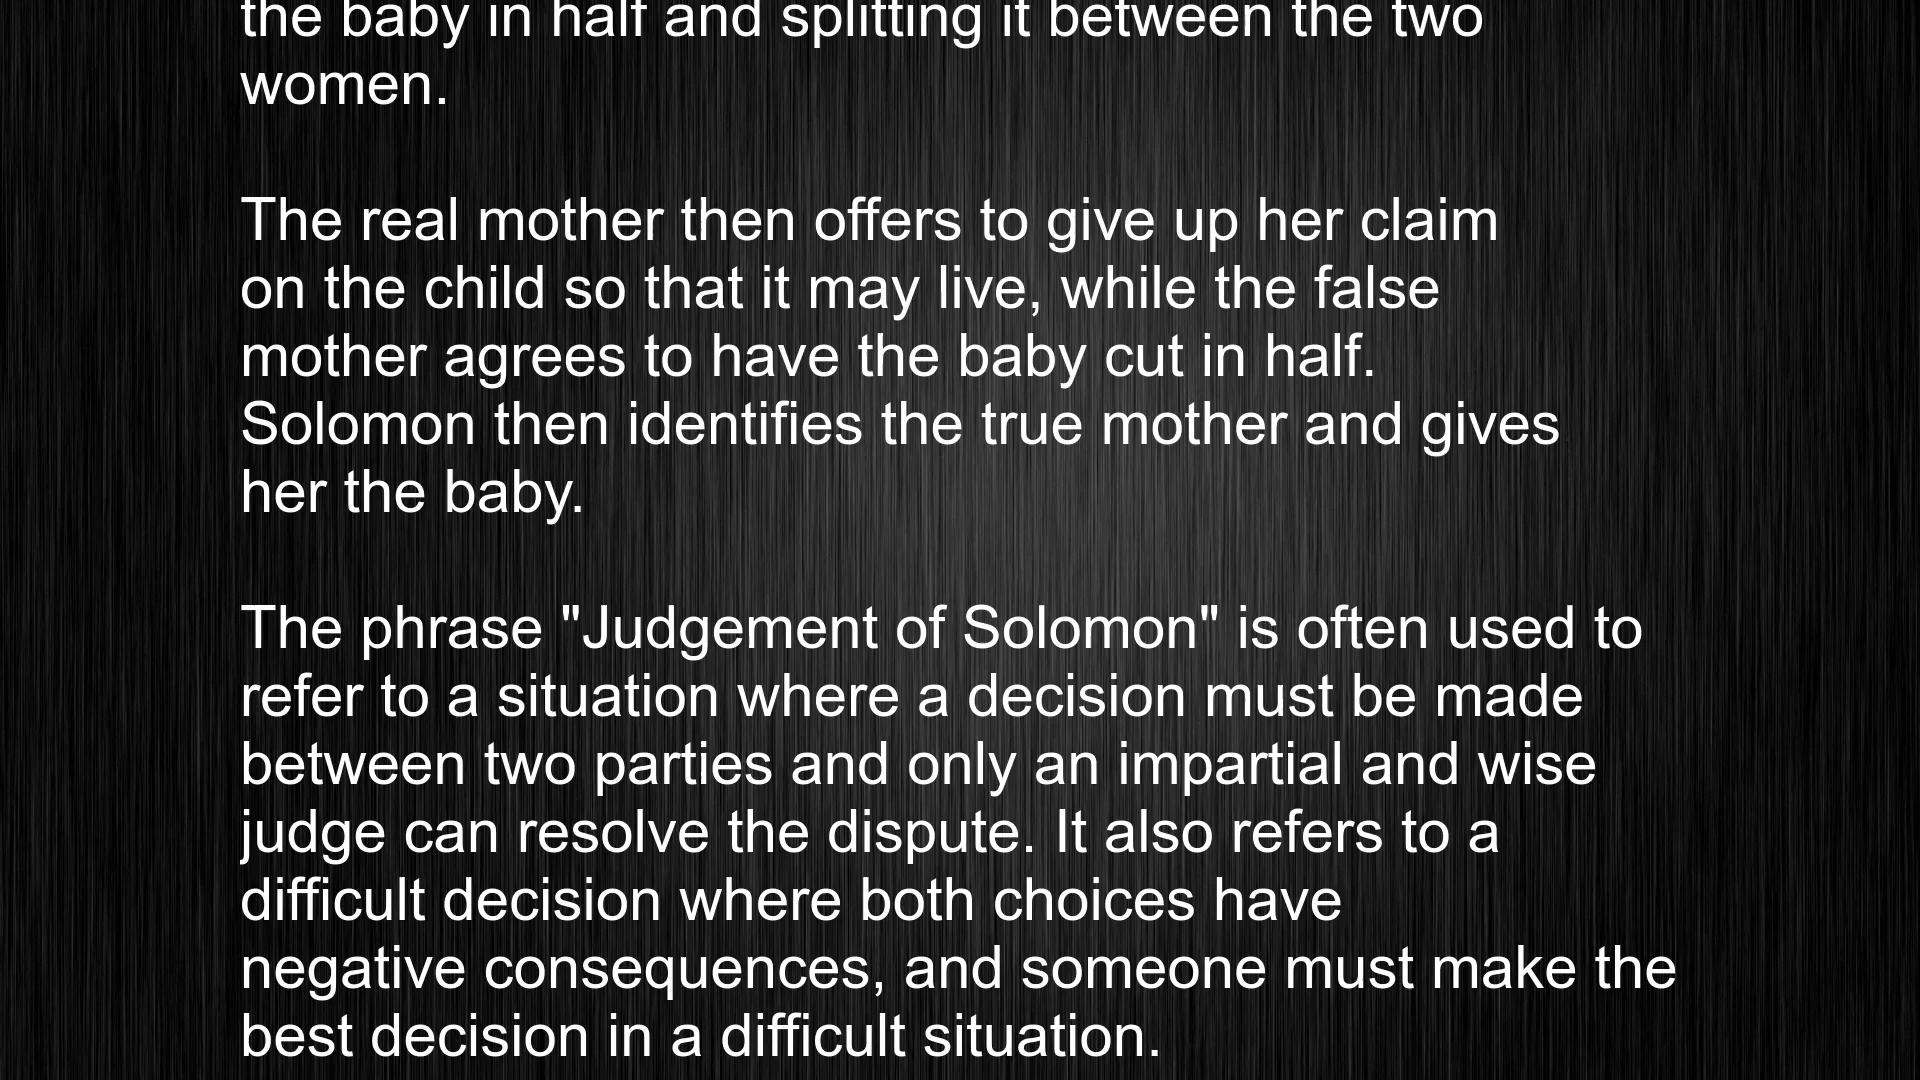 the baby in half and splitting it between the two
women.
The real mother then offers to give up her claim
on the child so that it may live, while the false
mother agrees to have the baby cut in half.
Solomon then identifies the true mother and gives
her the baby.
The phrase "Judgement of Solomon" is often used to
refer to a situation where a decision must be made
between two parties and only an impartial and wise
judge can resolve the dispute. It also refers to a
difficult decision where both choices have
negative consequences, and someone must make the
best decision in a difficult situation.